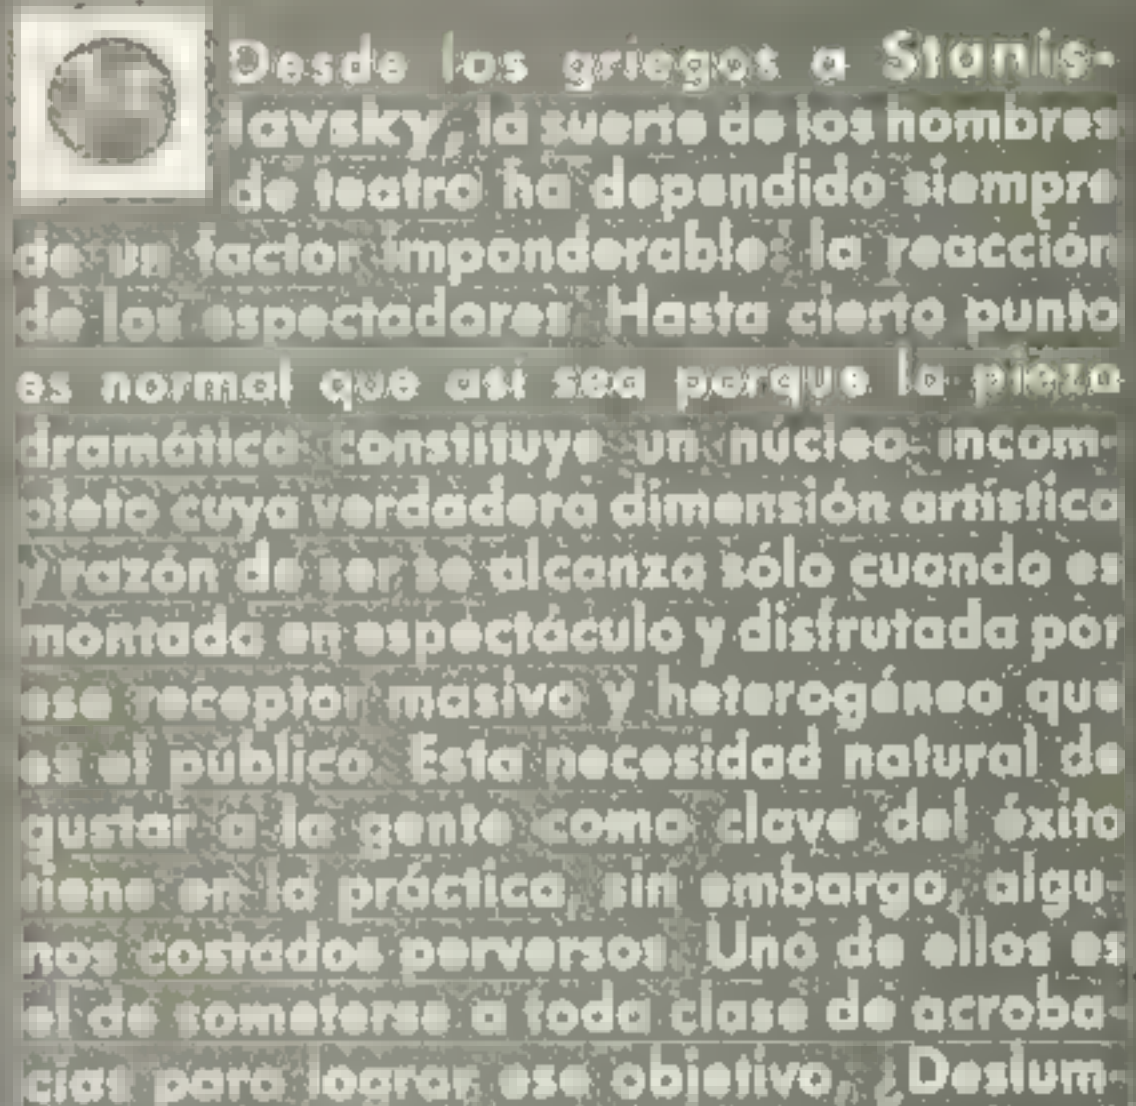 Desde los griegos a Stanis-
lavsky, la suerte de los hombres
de teatro ha dependido siempre
de un factor imponderable: la reacción
de los espectadores. Hasta cierto punto
es normal que así sea porque la pieza
dramática constituye un núcleo incom-
pleto cuya verdadera dimensión artística
y razón de ser se alcanza sólo cuando es
montada en espectáculo y disfrutada por
ese receptor masivo y heterogéneo que
es el público. Esta necesidad natural de
gustar a la gente como clave del éxito
tiene en la práctica, sin embargo, algu-
nos costados perversos. Uno de ellos es
el de someterse a toda clase de acroba-
cias para lograr ese objetivo. ¿Deslum-